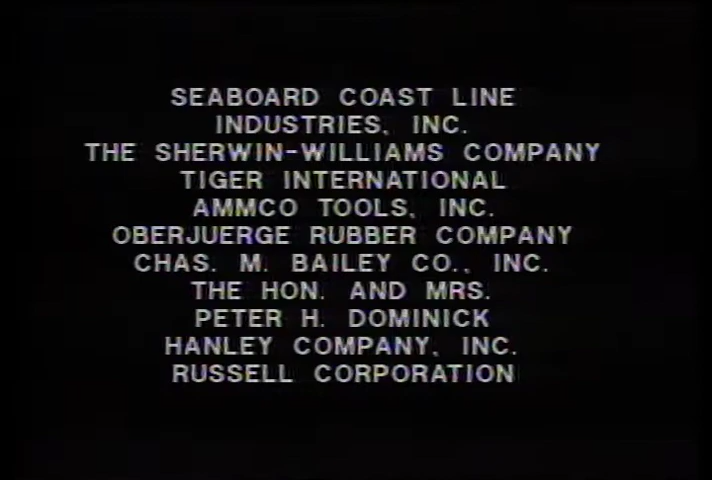 SEABOARD COAST LINE
INDUSTRIES, INC.
THE SHERWIN-WILLIAMS COMPANY
TIGER INTERNATIONAL
AMMCO TOOLS, INC.
OBERJUERGE RUBBER COMPANY
CHAS. M. BAILEY CO., INC.
THE HON. AND MRS.
PETER H. DOMINICK
HANLEY COMPANY, INC.
RUSSELL CORPORATION